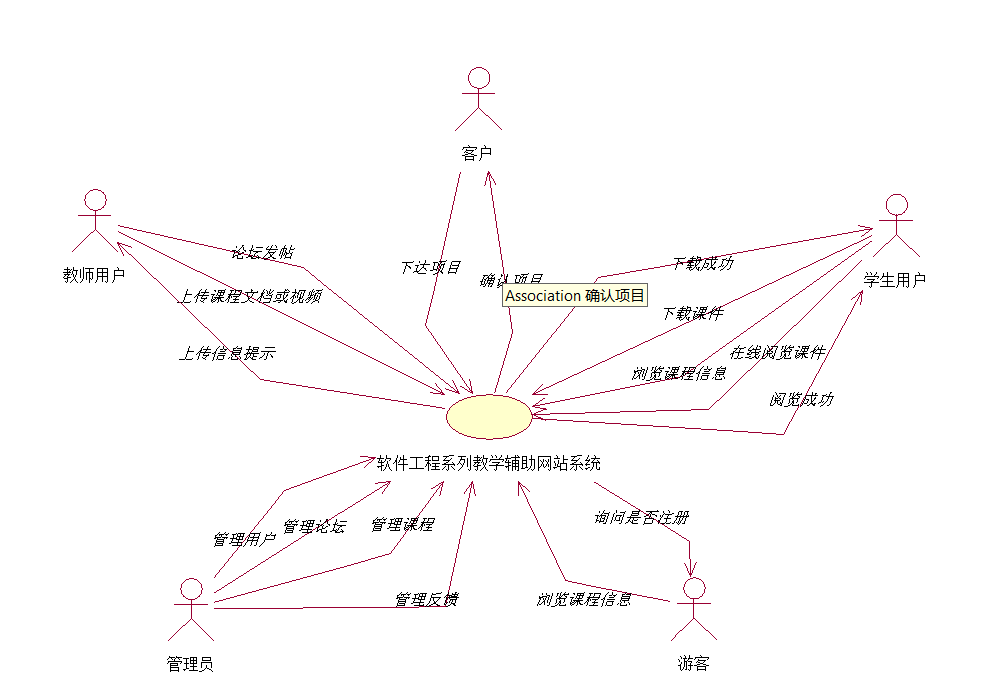 客户
教师用户
学生用户
论坛发帖
下达项目
确认项目
下载成功
Association 确认项目
上传课程文档或视频
下载课件
上传信息提示
在线阅览课件
浏览课程信息
阅览成功
软件工程系列教学辅助网站系统
管理用户
管理论坛
管理课程
询问是否注册
管理反馈
浏览课程信息
管理员
游客